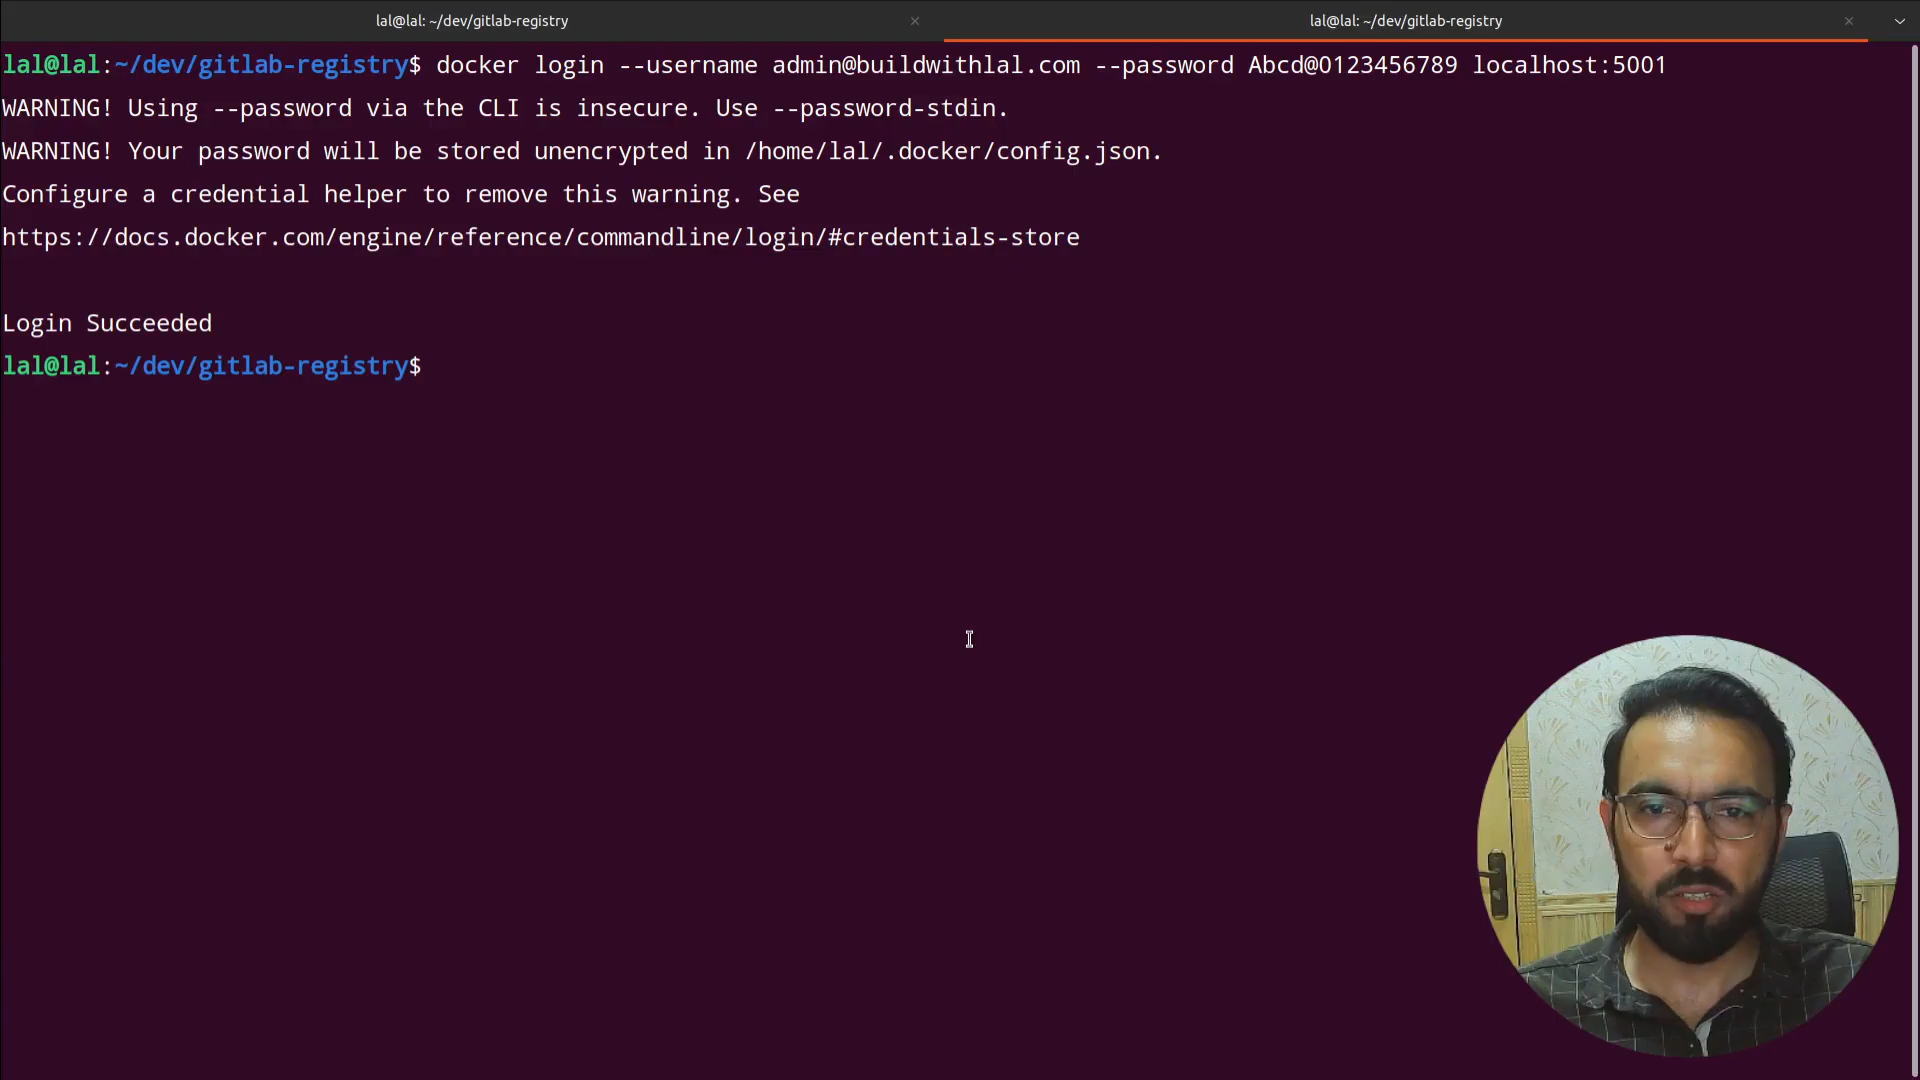 lal@lal: ~/dev/gitlab-registry
lal@lal: ~/dev/gitlab-registry
lal@lal:~/dev/gitlab-registry$ docker login --username admin@buildwithlal.com --password Abcd@0123456789 localhost:5001
WARNING! Using --password via the CLI is insecure. Use --password-stdin.
WARNING! Your password will be stored unencrypted in /home/lal/.docker/config.json.
Configure a credential helper to remove this warning. See
https://docs.docker.com/engine/reference/commandline/login/#credentials-store
Login Succeeded
lal@lal:~/dev/gitlab-registry$